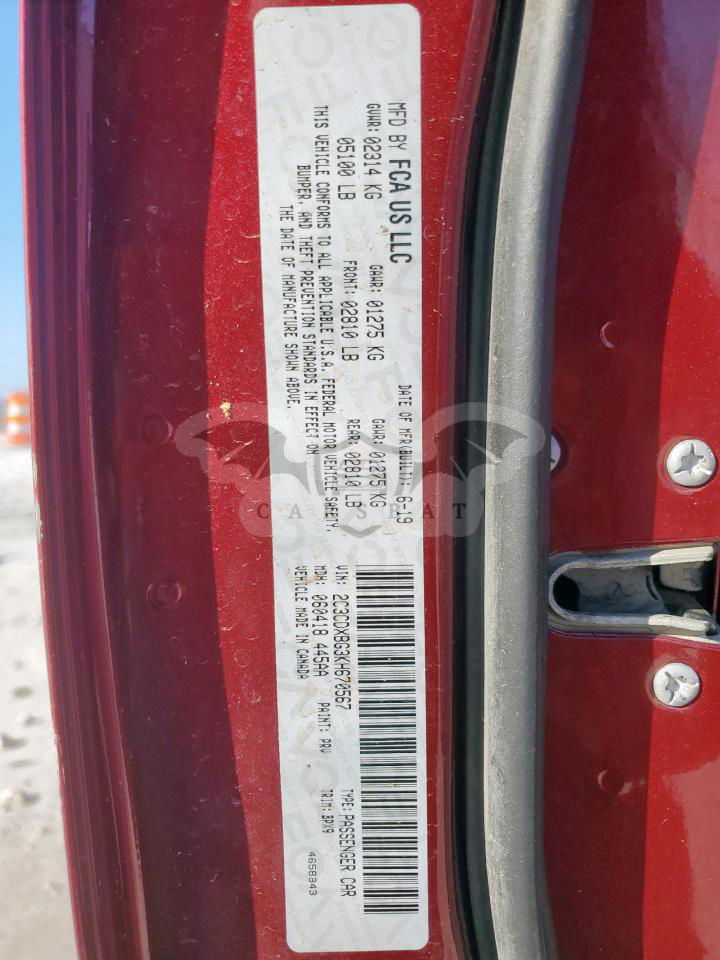 MFD BY FCA US LLC
DATE OF MFR(BUILT): 6-19
GVWR: 02314 KG GAWR: 01275 KG GAWR: 01275 KG
05100 LB FRONT: 02810 LB REAR: 02810 LB
THIS VEHICLE CONFORMS TO ALL APPLICABLE U.S.A. FEDERAL MOTOR VEHICLE SAFETY,
BUMPER, AND THEFT PREVENTION STANDARDS IN EFFECT ON
THE DATE OF MANUFACTURE SHOWN ABOVE.
VIN: 2C3CDXBG3KH670567 TYPE: PASSENGER CAR
MDH: 060418 445AA PAINT: PRV TRIM: BPX9
VEHICLE MADE IN CANADA
4658343